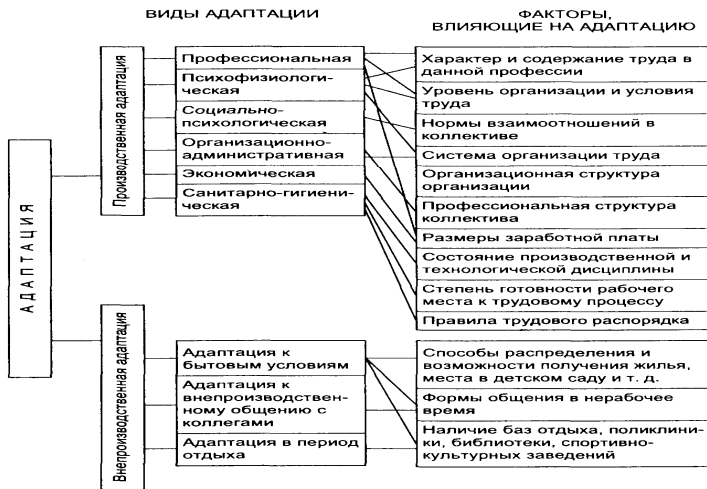 ВИДЫ АДАПТАЦИИ
ФАКТОРЫ,
ВЛИЯЮЩИЕ НА АДАПТАЦИЮ
АДАПТАЦИЯ
Производственная адаптация
Профессиональная
Психофизиологи-
ческая
Социально-
психологическая
Организационно-
административная
Экономическая
Санитарно-гигиени-
ческая
Характер и содержание труда в
данной профессии
Уровень организации и условия
труда
Нормы взаимоотношений в
коллективе
Система организации труда
Организационная структура
организации
Профессиональная структура
коллектива
Размеры заработной платы
Состояние производственной и
технологической дисциплины
Степень готовности рабочего
места к трудовому процессу
Правила трудового распорядка
Внепроизводственная адаптация
Адаптация к
бытовым условиям
Адаптация к
внепроизводствен-
ному общению с
коллегами
Адаптация в период
отдыха
Способы распределения и
возможности получения жилья,
места в детском саду и т. д.
Формы общения в нерабочее
время
Наличие баз отдыха, поликлини-
ки, библиотеки, спортивно-
культурных заведений